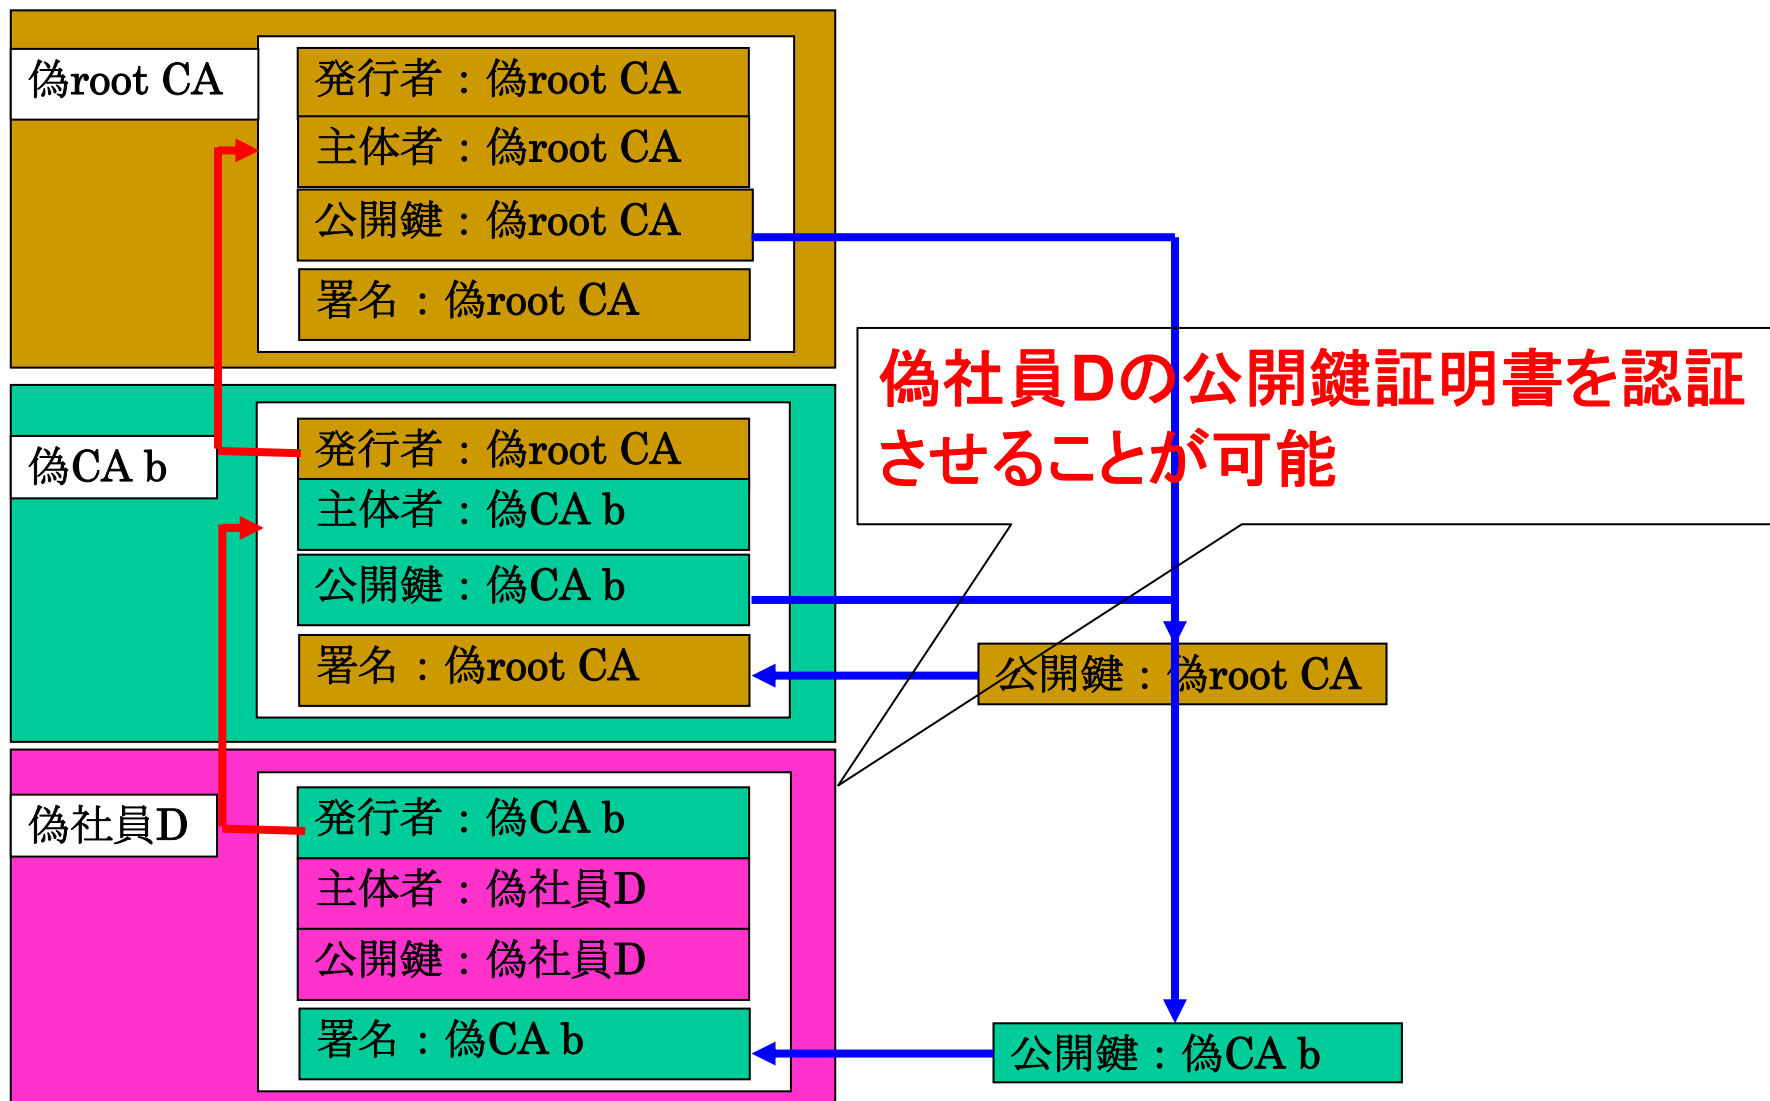 偽root CA
発行者：偽root CA
主体者：偽root CA
公開鍵：偽root CA
署名：偽root CA
偽社員Dの公開鍵証明書を認証
させることが可能
偽CA b
発行者：偽root CA
主体者：偽CA b
公開鍵：偽CA b
署名：偽root CA
公開鍵：偽root CA
偽社員D
発行者：偽CA b
主体者：偽社員D
公開鍵：偽社員D
署名：偽CA b
公開鍵：偽CA b